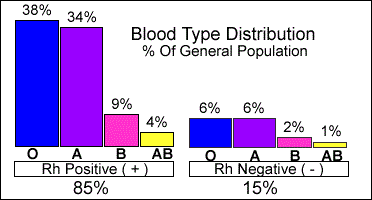 Blood Type Distribution
% Of General Population
38% 34% 9% 4%
6% 6% 2% 1%
O A B AB
O A B AB
Rh Positive ( + )
Rh Negative ( - )
85%
15%